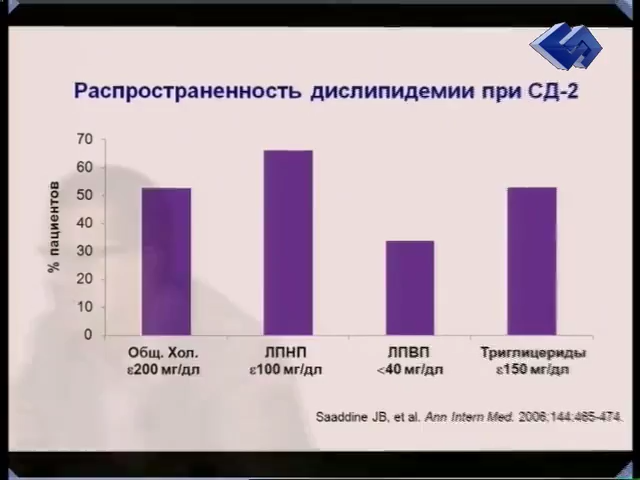 Распространенность дислипидемии при СД-2
% пациентов
70
60
50
40
30
20
10
0
Общ. Хол.
ε200 мг/дл
ЛПНП
ε100 мг/дл
ЛПВП
<40 мг/дл
Триглицериды
ε150 мг/дл
Saaddine JB, et al. Ann Intern Med. 2006;144:465-474.